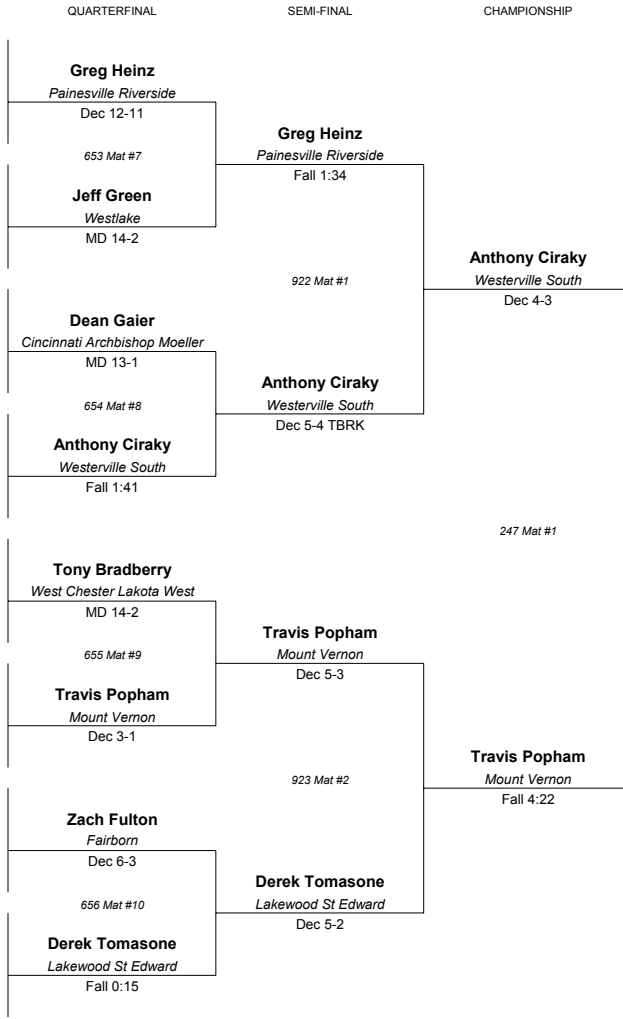 QUARTERFINAL SEMI-FINAL CHAMPIONSHIP
Greg Heinz
Painesville Riverside
Dec 12-11
Greg Heinz
653 Mat #7
Painesville Riverside
Fall 1:34
Jeff Green
Westlake
MD 14-2
Anthony Ciraky
922 Mat #1
Westerville South
Dec 4-3
Dean Gaier
Cincinnati Archbishop Moeller
MD 13-1
Anthony Ciraky
654 Mat #8
Westerville South
Dec 5-4 TBRK
Anthony Ciraky
Westerville South
Fall 1:41
247 Mat #1
Tony Bradberry
West Chester Lakota West
MD 14-2
Travis Popham
655 Mat #9
Mount Vernon
Dec 5-3
Travis Popham
Mount Vernon
Dec 3-1
Travis Popham
923 Mat #2
Mount Vernon
Fall 4:22
Zach Fulton
Fairborn
Dec 6-3
Derek Tomasone
656 Mat #10
Lakewood St Edward
Dec 5-2
Derek Tomasone
Lakewood St Edward
Fall 0:15